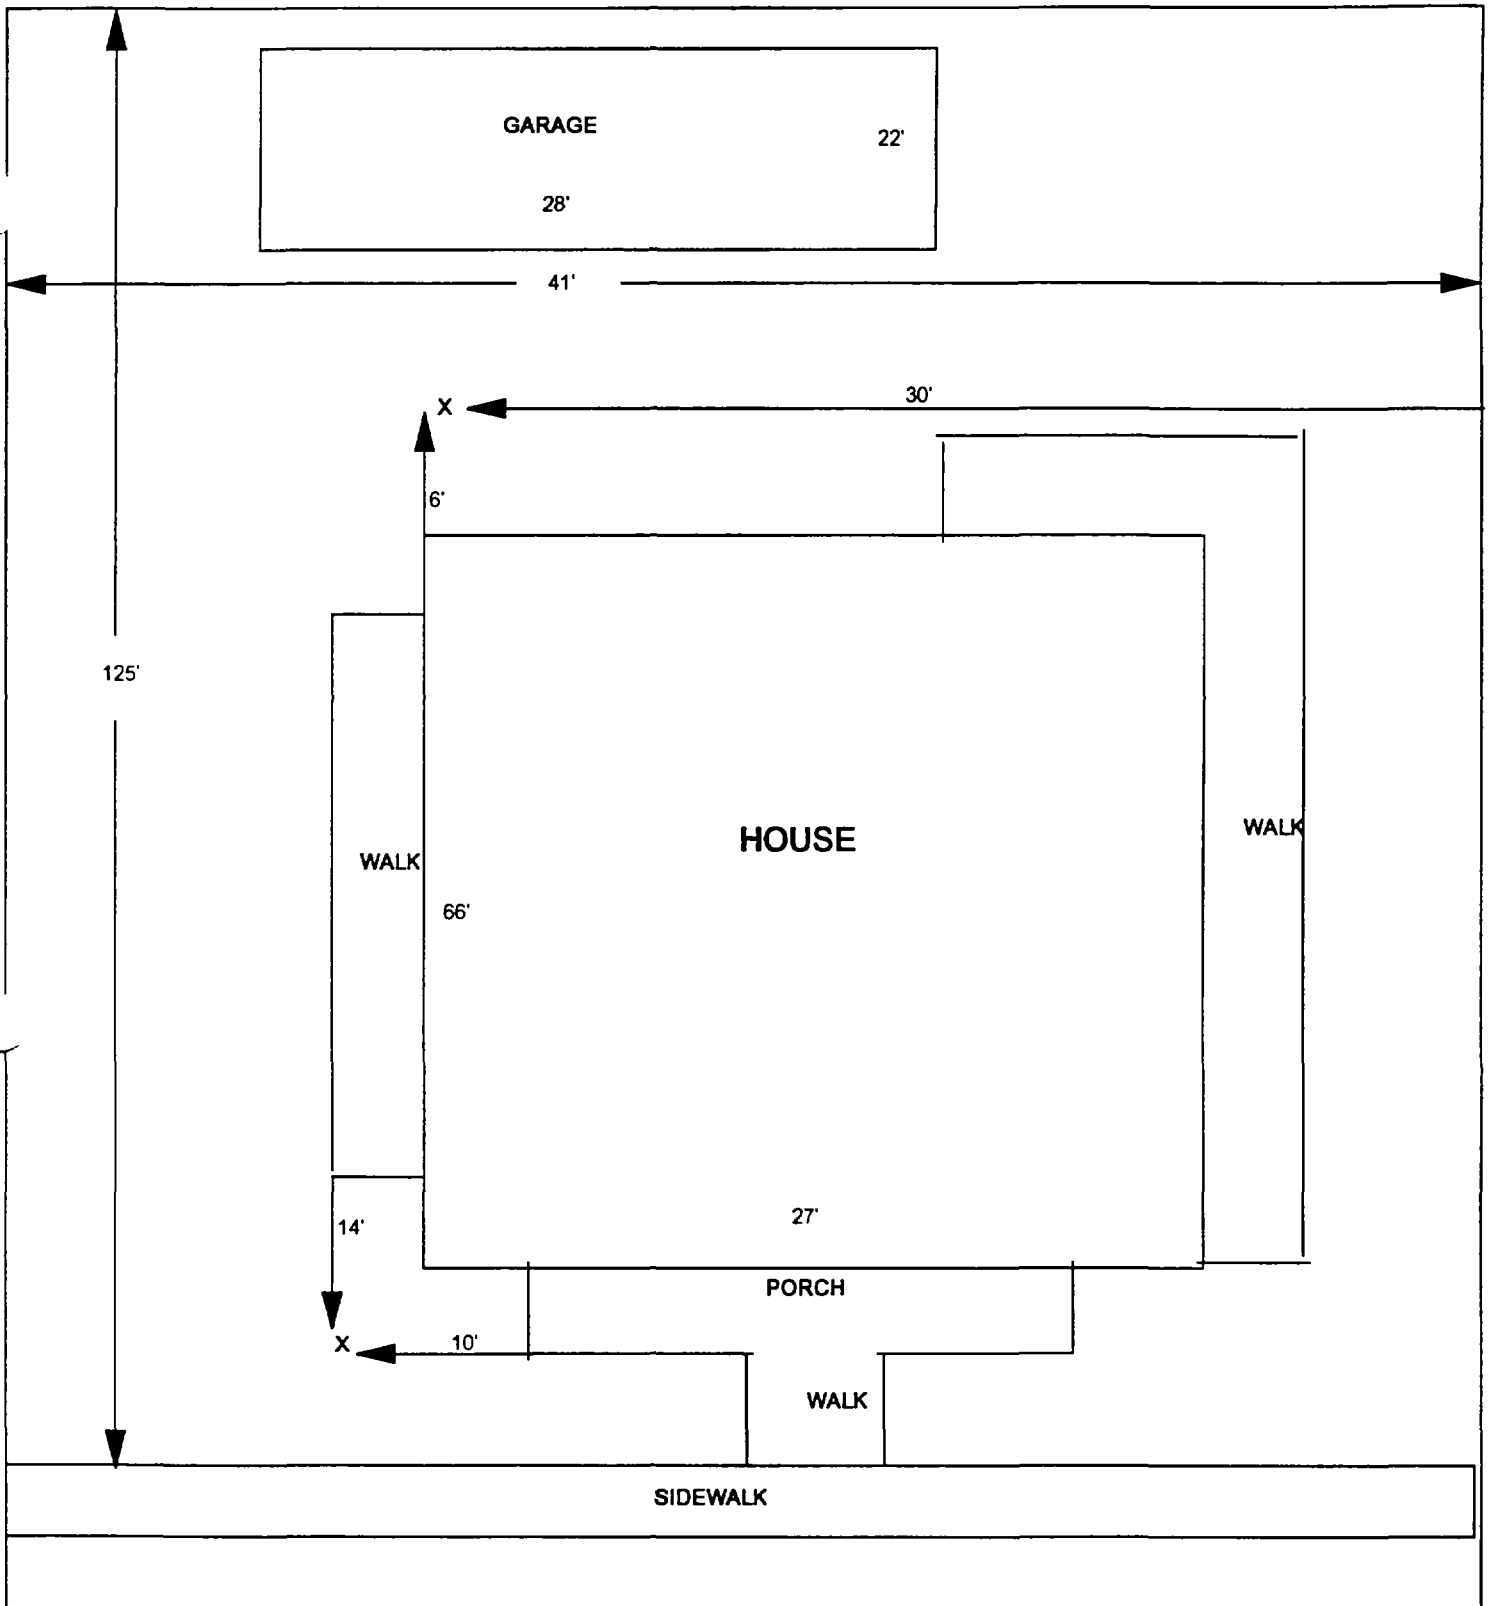 GARAGE
22'
28'
41'
30'
X
6'
125'
HOUSE
WALK
WALK
66'
27'
14'
PORCH
X
10'
WALK
SIDEWALK